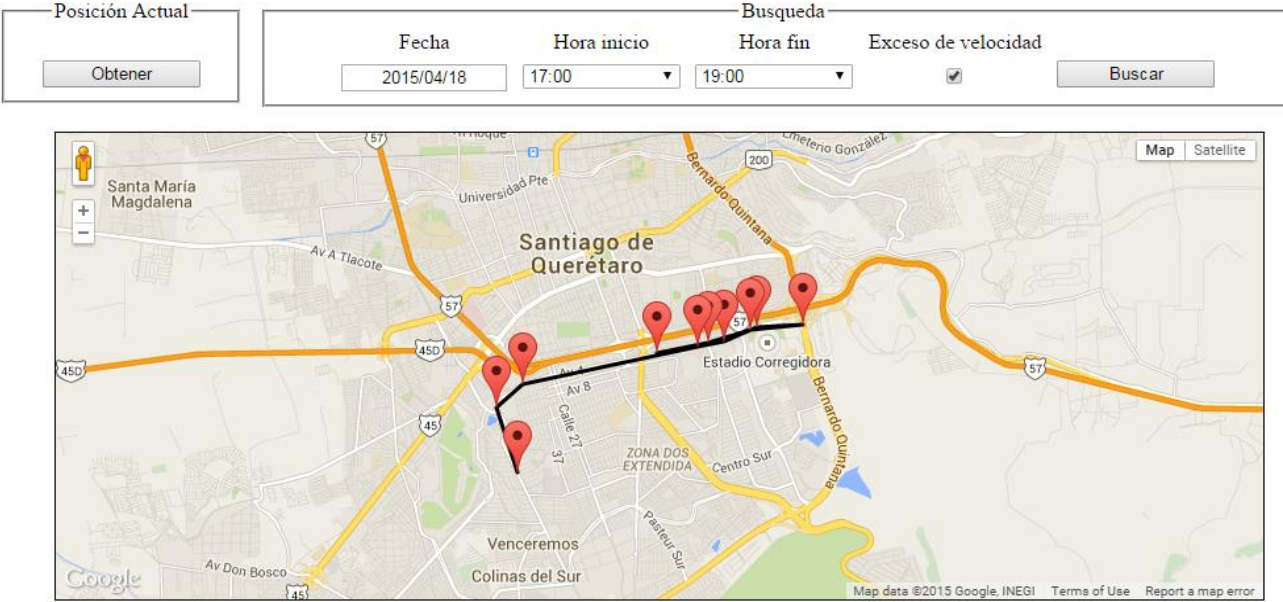 Posición Actual
Obtener
Busqueda
Fecha
Hora inicio
Hora fin
Exceso de velocidad
2015/04/18
17:00
19:00
Buscar
Map
Satellite
+
−
57
Emeterio González
200
Bernardo Quintana
Universidad Pte
Santa María
Magdalena
Av A Tlacote
Santiago de
Querétaro
57
57
45D
45D
Estadio Corregidora
57
Av 8
Calle 27
37
45
Bernardo Quintana
ZONA DOS
EXTENDIDA
Centro Sur
Pasteur Sur
Venceremos
Av Don Bosco
Colinas del Sur
45
Google
Map data ©2015 Google, INEGI
Terms of Use
Report a map error